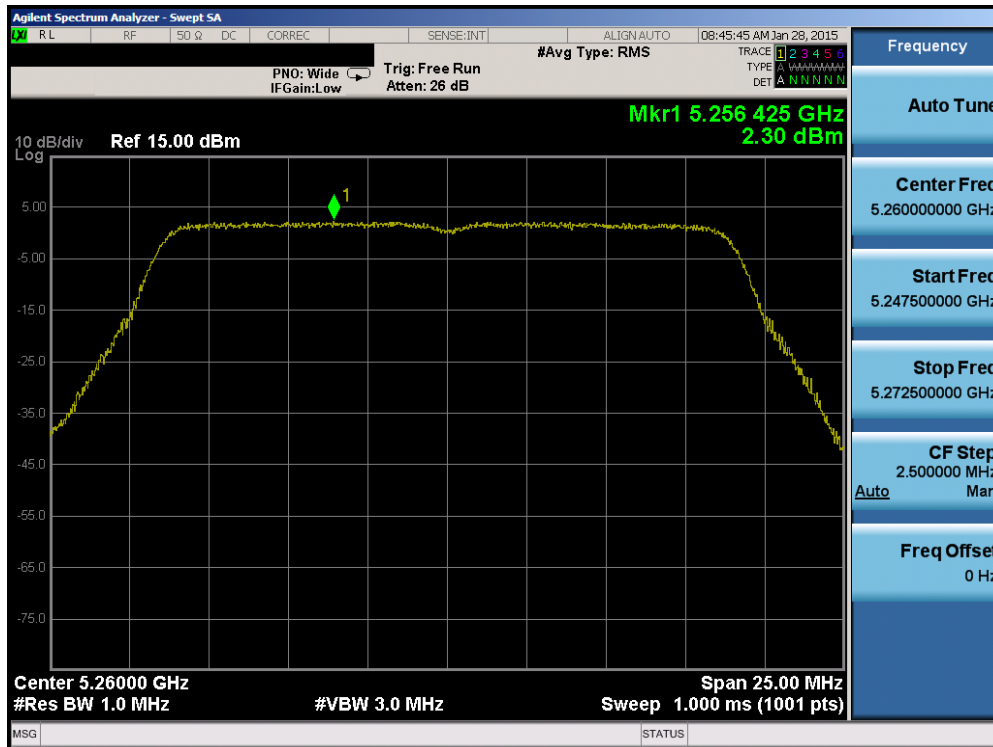 Agilent Spectrum Analyzer - Swept SA
LXI RL RF 50 Ω DC CORREC SENSE:INT ALIGN AUTO 08:45:45 AM Jan 28, 2015
#Avg Type: RMS
TRACE 1 2 3 4 5 6
TYPE A WWWWW
DET A N N N N N
PNO: Wide
IFGain:Low
Trig: Free Run
Atten: 26 dB
Mkr1 5.256 425 GHz
2.30 dBm
10 dB/div
Log
Ref 15.00 dBm
1
5.00
-5.00
-15.0
-25.0
-35.0
-45.0
-55.0
-65.0
-75.0
Center 5.26000 GHz
Span 25.00 MHz
#Res BW 1.0 MHz
#VBW 3.0 MHz
Sweep 1.000 ms (1001 pts)
MSG
STATUS
Frequency
Auto Tune
Center Freq
5.260000000 GHz
Start Freq
5.247500000 GHz
Stop Freq
5.272500000 GHz
CF Step
2.500000 MHz
Auto Man
Freq Offset
0 Hz